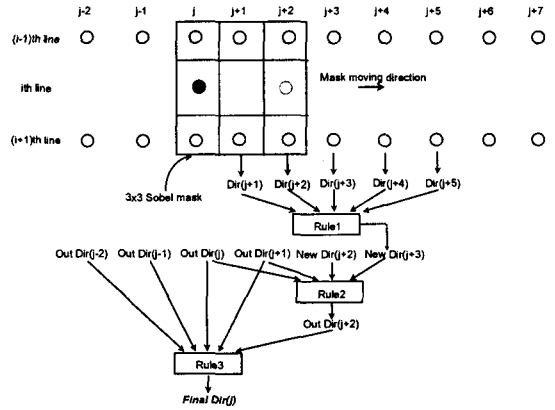 j-2 j-1 j j+1 j+2 j+3 j+4 j+5 j+6 j+7
(i-1)th line
ith line
Mask moving direction
(i+1)th line
3x3 Sobel mask
Dir(j+1) Dir(j+2) Dir(j+3) Dir(j+4) Dir(j+5)
Rule1
Out Dir(j-2) Out Dir(j-1) Out Dir(j) Out Dir(j+1) New Dir(j+2) New Dir(j+3)
Rule2
Out Dir(j+2)
Rule3
Final Dir(j)